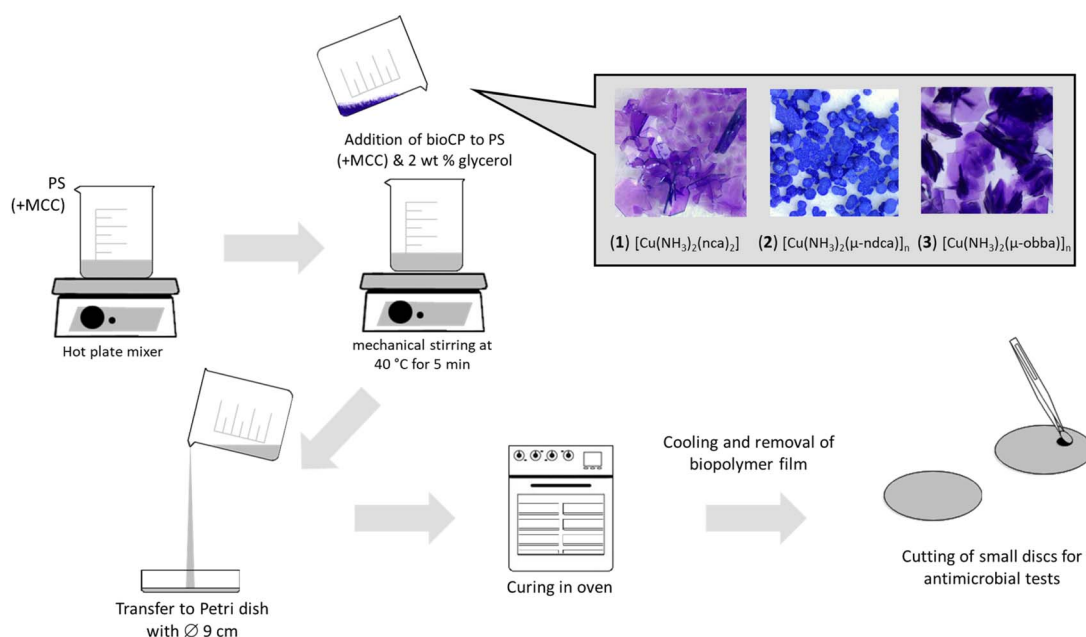 PS
(+MCC)
Hot plate mixer
Addition of bioCP to PS
(+MCC) & 2 wt % glycerol
mechanical stirring at
40 °C for 5 min
(1) [Cu(NH₃)₂(nca)₂]
(2) [Cu(NH₃)₂(μ-ndca)]ₙ
(3) [Cu(NH₃)₂(μ-obba)]ₙ
Transfer to Petri dish
with ∅ 9 cm
Curing in oven
Cooling and removal of
biopolymer film
Cutting of small discs for
antimicrobial tests